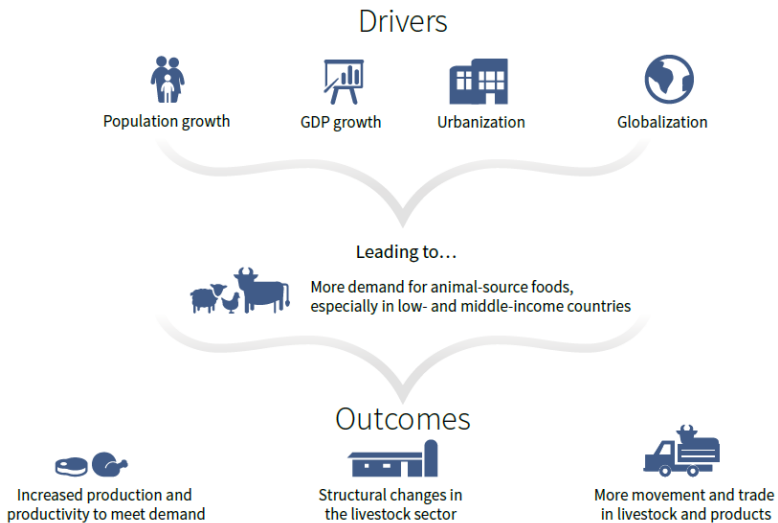 Drivers
Population growth
GDP growth
Urbanization
Globalization
Leading to…
More demand for animal-source foods,
especially in low- and middle-income countries
Outcomes
Increased production and
productivity to meet demand
Structural changes in
the livestock sector
More movement and trade
in livestock and products